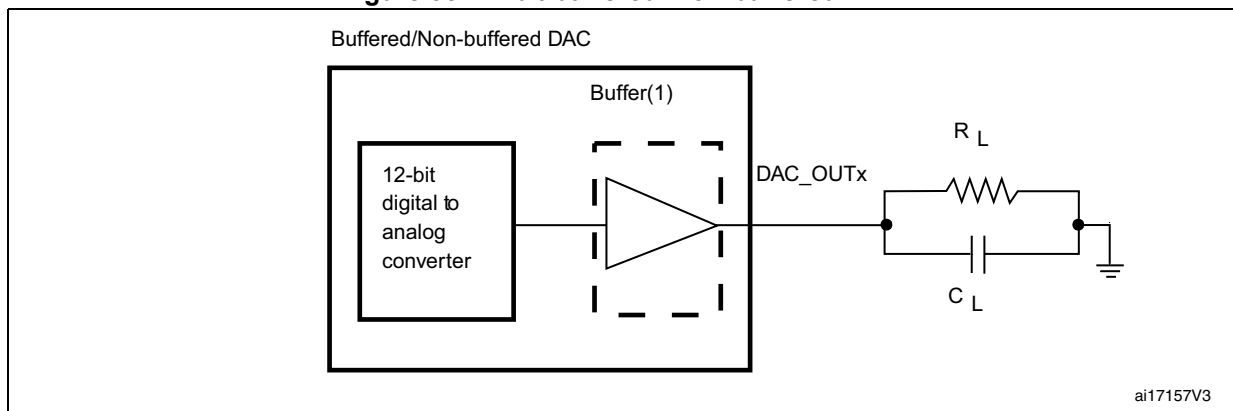 Buffered/Non-buffered DAC
Buffer(1)
12-bit
digital to
analog
converter
DAC_OUTx
R L
C L
ai17157V3